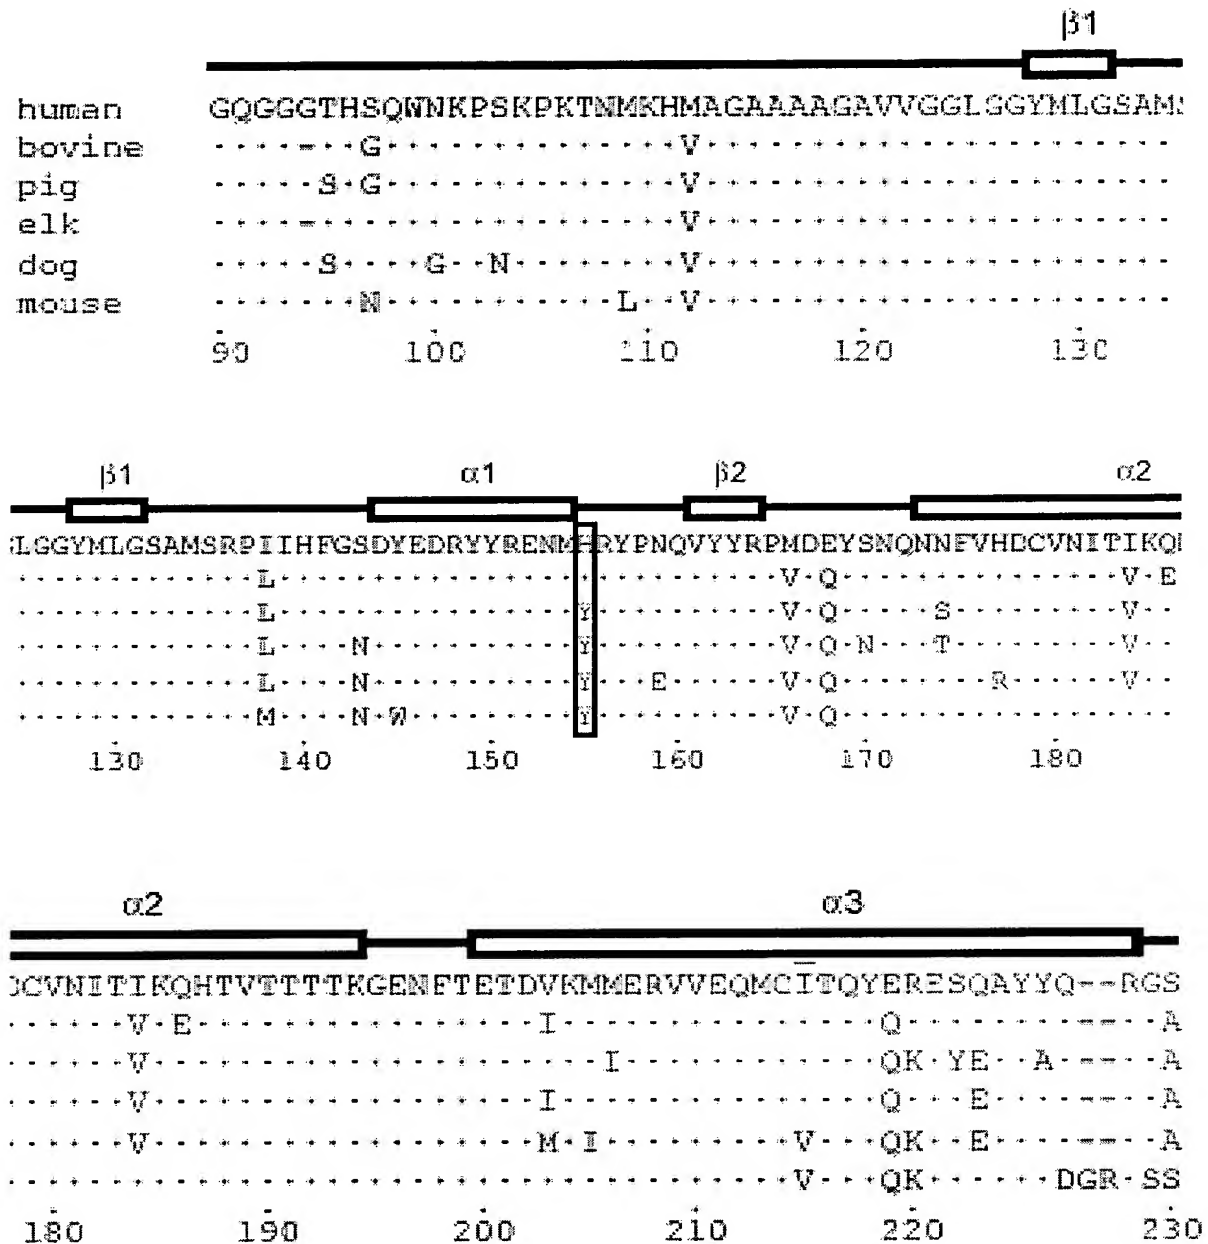 β1
human GQGGGTHSQWNKPSKPKTNMKHMAGAAAAGAVVGGLGGYMLGSAMS
bovine ....-..G..............V......................
pig .....S.G..............V......................
elk ....-.................V......................
dog .....S....G..N........V......................
mouse .......N...........L..V......................
90 100 110 120 130
β1 α1 β2 α2
LGGYMLGSAMSRPIIHFGSDYEDRYYRENMHRYPNQVYYRPMDEYSNQNNFVHDCVNITIKQ
.............L...........................V.Q...............V.E
.............L................Y..........V.Q.....S.........V..
.............L....N...........Y..........V.Q.N...T.........V..
.............L....N...........Y...E......V.Q........R......V..
.............M....N.W.........Y..........V.Q..................
130 140 150 160 170 180
α2 α3
CVNITIKQHTVTTTTKGENFTETDVKMMERVVEQMCITQYERESQAYYQ--RGS
.....V.E................I...............Q........--..A
.....V.....................I............QK.YE..A.--..A
.....V..................I...............Q...E....--..A
.....V..................M.I.........V...QK..E....--..A
....................................V...QK......DGR.SS
180 190 200 210 220 230